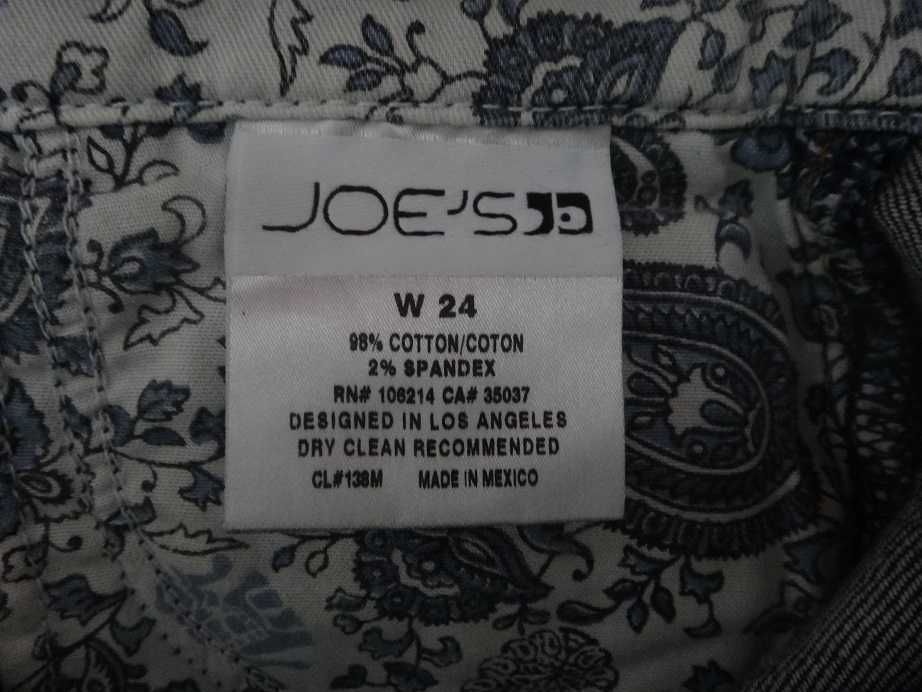 JOE'S
W 24
98% COTTON/COTON
2% SPANDEX
RN# 106214 CA# 35037
DESIGNED IN LOS ANGELES
DRY CLEAN RECOMMENDED
CL#138M MADE IN MEXICO